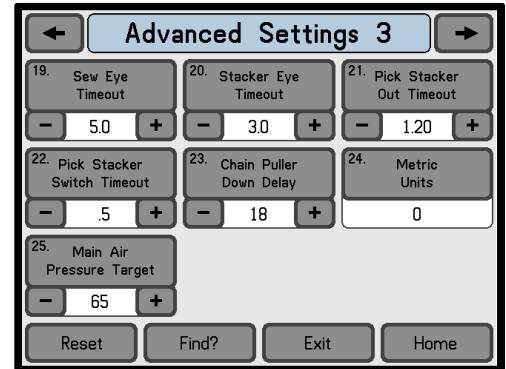 Advanced Settings 3
19. Sew Eye
Timeout
- 5.0 +
20. Stacker Eye
Timeout
- 3.0 +
21. Pick Stacker
Out Timeout
- 1.20 +
22. Pick Stacker
Switch Timeout
- .5 +
23. Chain Puller
Down Delay
- 18 +
24. Metric
Units
0
25. Main Air
Pressure Target
- 65 +
Reset Find? Exit Home